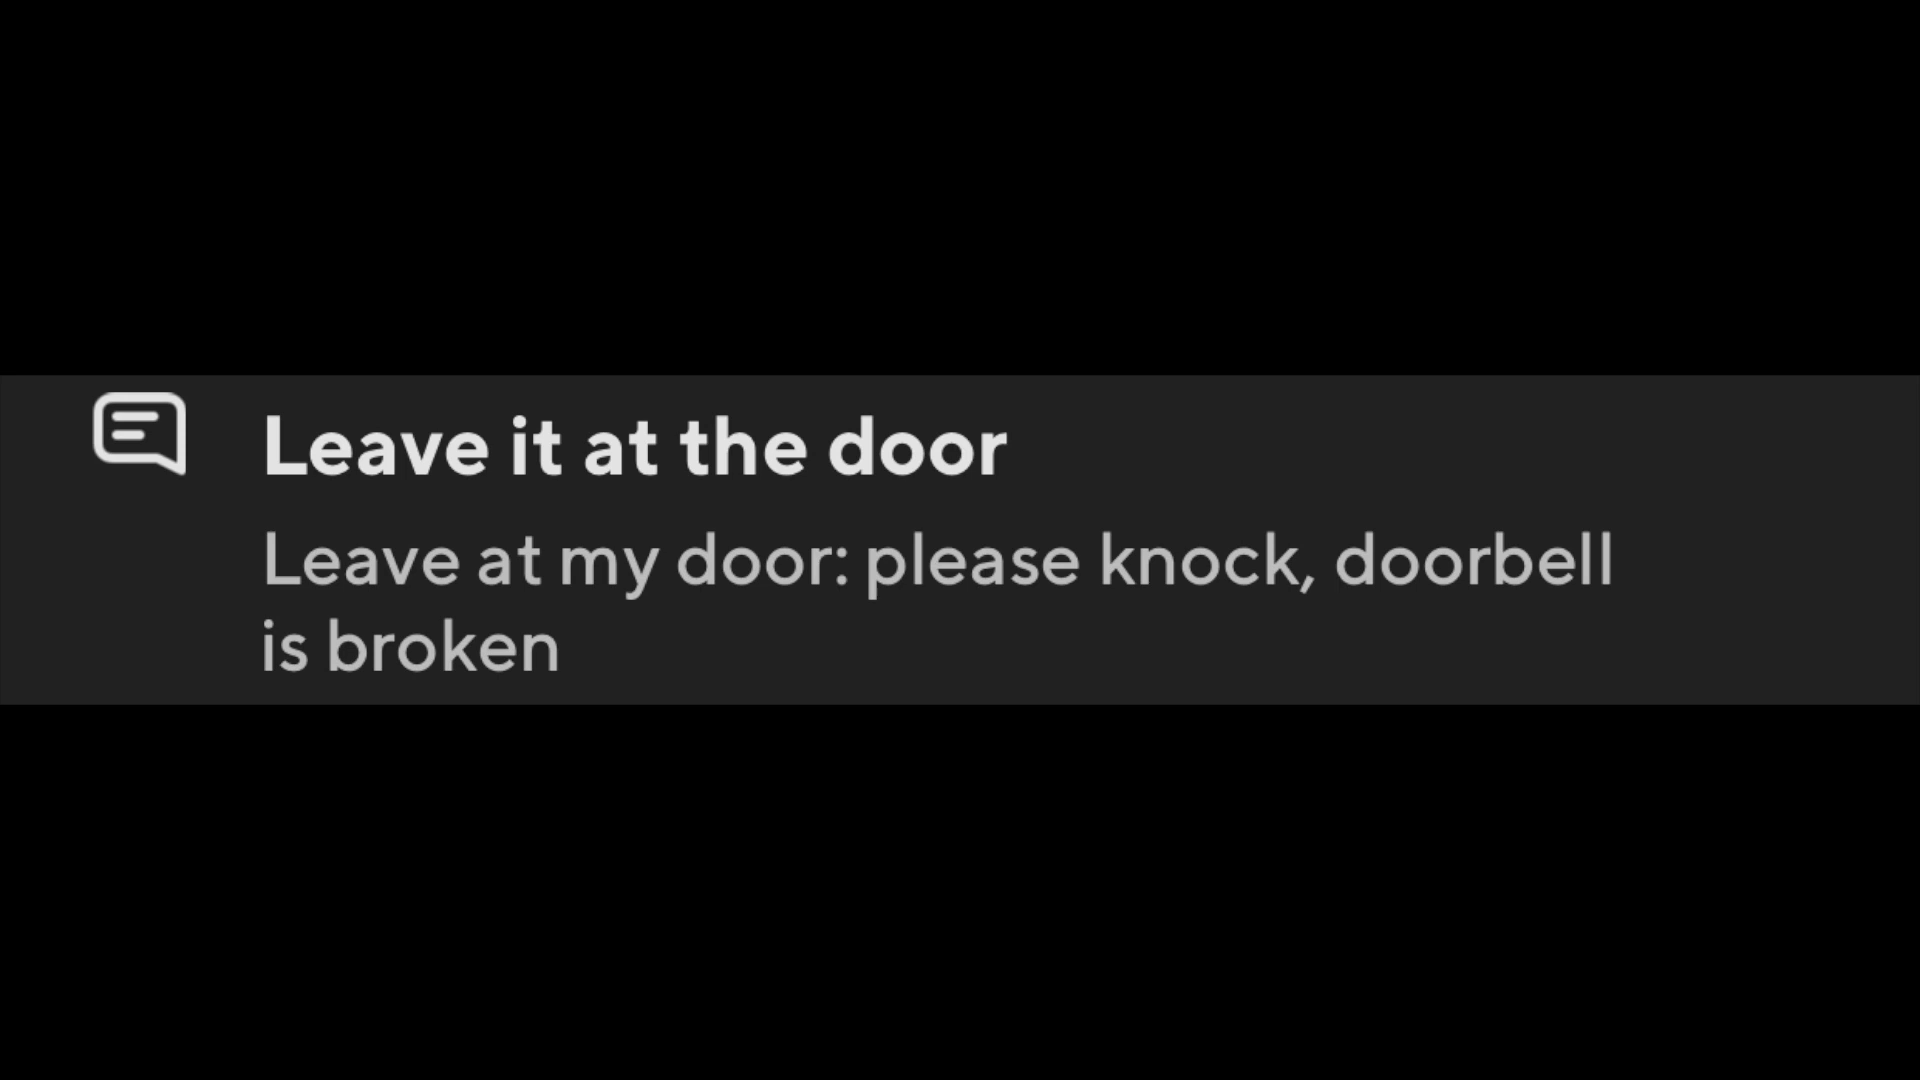 Leave it at the door
Leave at my door: please knock, doorbell
is broken